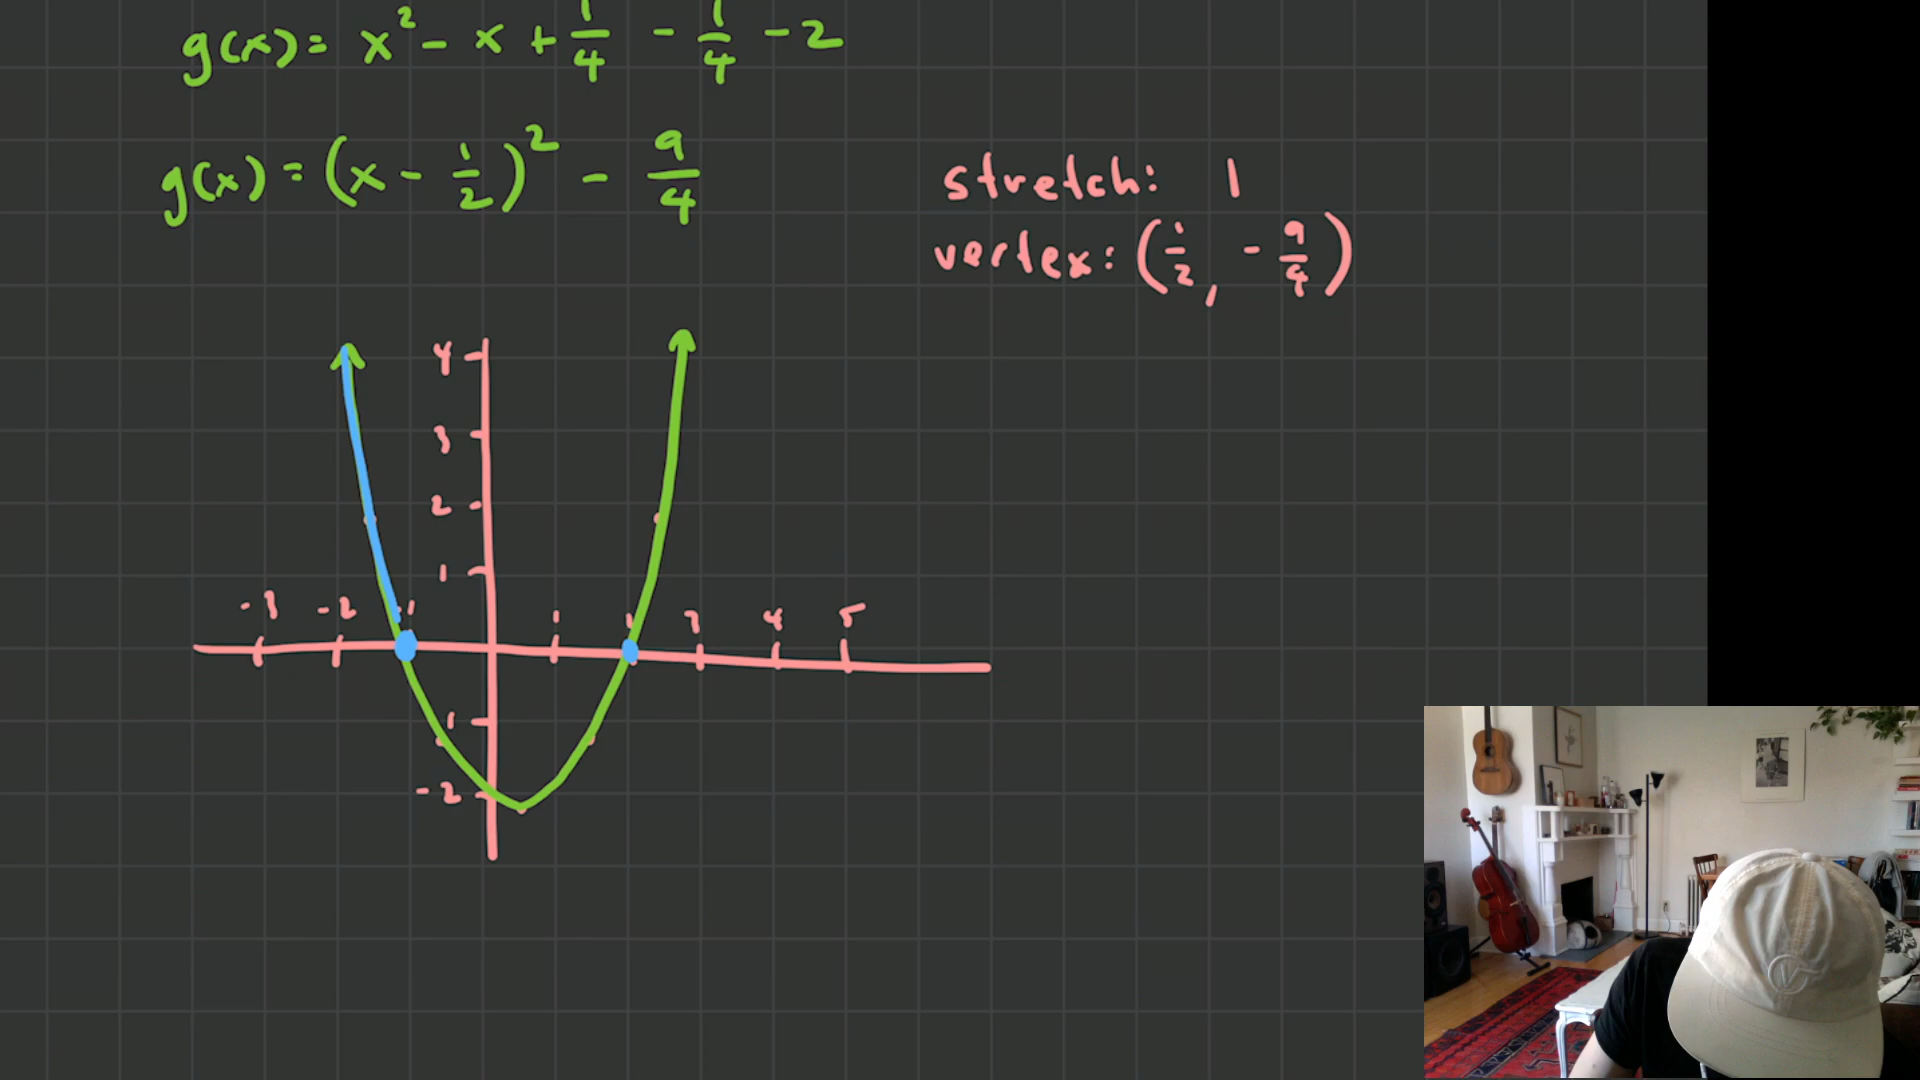 g(x) = x² - x + 1/4 - 1/4 - 2
g(x) = (x - 1/2)² - 9/4
stretch: 1
vertex: (1/2, -9/4)
4
3
2
1
-3 -2 -1 1 3 4 5
1
-2